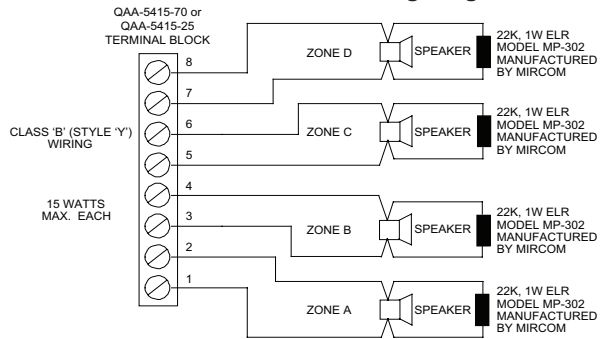 QAA-5415-70 or
QAA-5415-25
TERMINAL BLOCK
8
7
6
5
4
3
2
1
CLASS ‘B’ (STYLE ‘Y’)
WIRING
15 WATTS
MAX. EACH
ZONE D
SPEAKER
22K, 1W ELR
MODEL MP-302
MANUFACTURED
BY MIRCOM
ZONE C
SPEAKER
22K, 1W ELR
MODEL MP-302
MANUFACTURED
BY MIRCOM
ZONE B
SPEAKER
22K, 1W ELR
MODEL MP-302
MANUFACTURED
BY MIRCOM
ZONE A
SPEAKER
22K, 1W ELR
MODEL MP-302
MANUFACTURED
BY MIRCOM